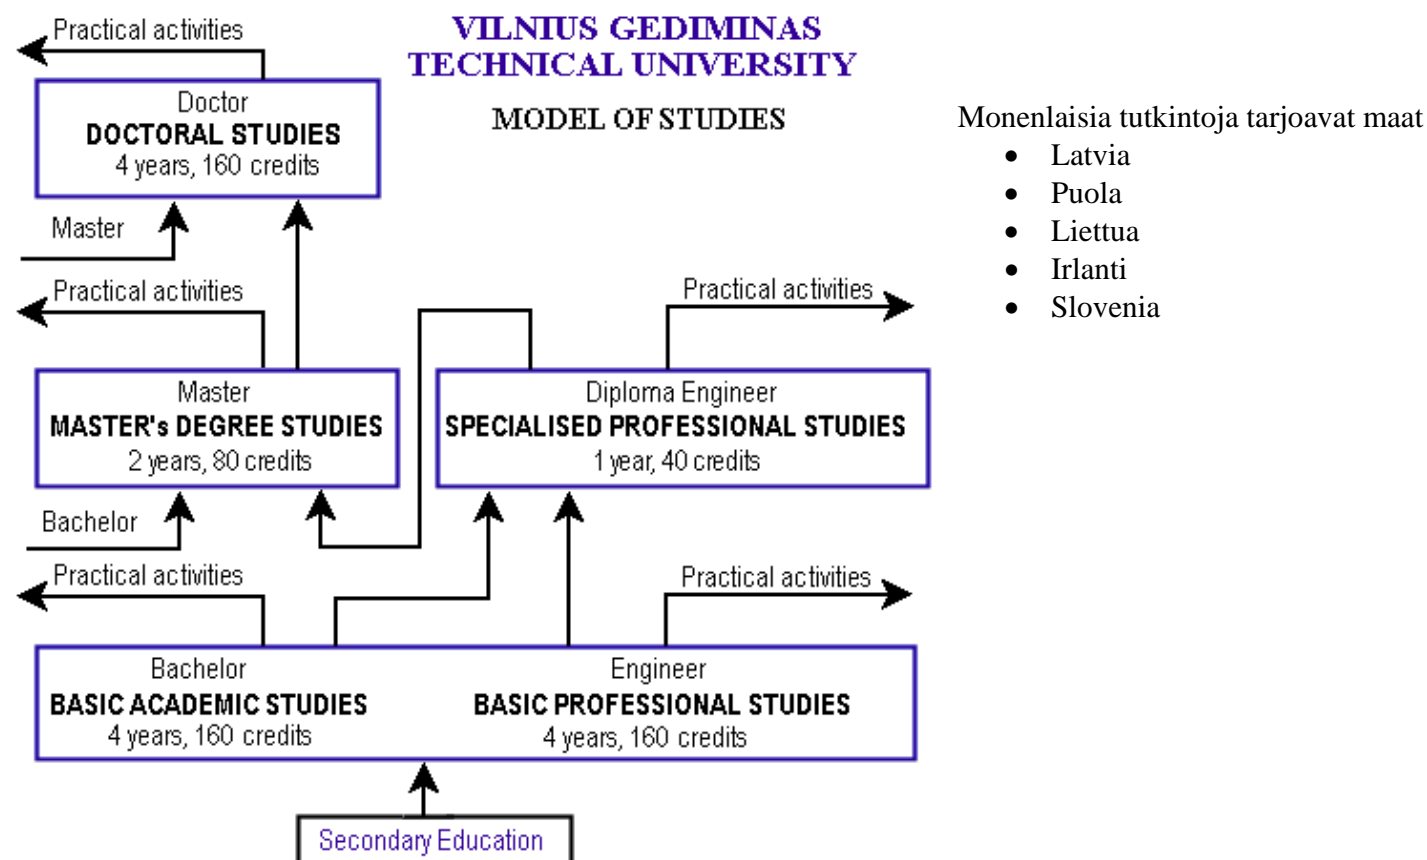 VILNIUS GEDIMINAS
TECHNICAL UNIVERSITY
MODEL OF STUDIES
Practical activities
Doctor
DOCTORAL STUDIES
4 years, 160 credits
Master
Practical activities
Practical activities
Master
MASTER's DEGREE STUDIES
2 years, 80 credits
Diploma Engineer
SPECIALISED PROFESSIONAL STUDIES
1 year, 40 credits
Bachelor
Practical activities
Practical activities
Bachelor
BASIC ACADEMIC STUDIES
4 years, 160 credits
Engineer
BASIC PROFESSIONAL STUDIES
4 years, 160 credits
Secondary Education
Monenlaisia tutkintoja tarjoavat maat
• Latvia
• Puola
• Liettua
• Irlanti
• Slovenia